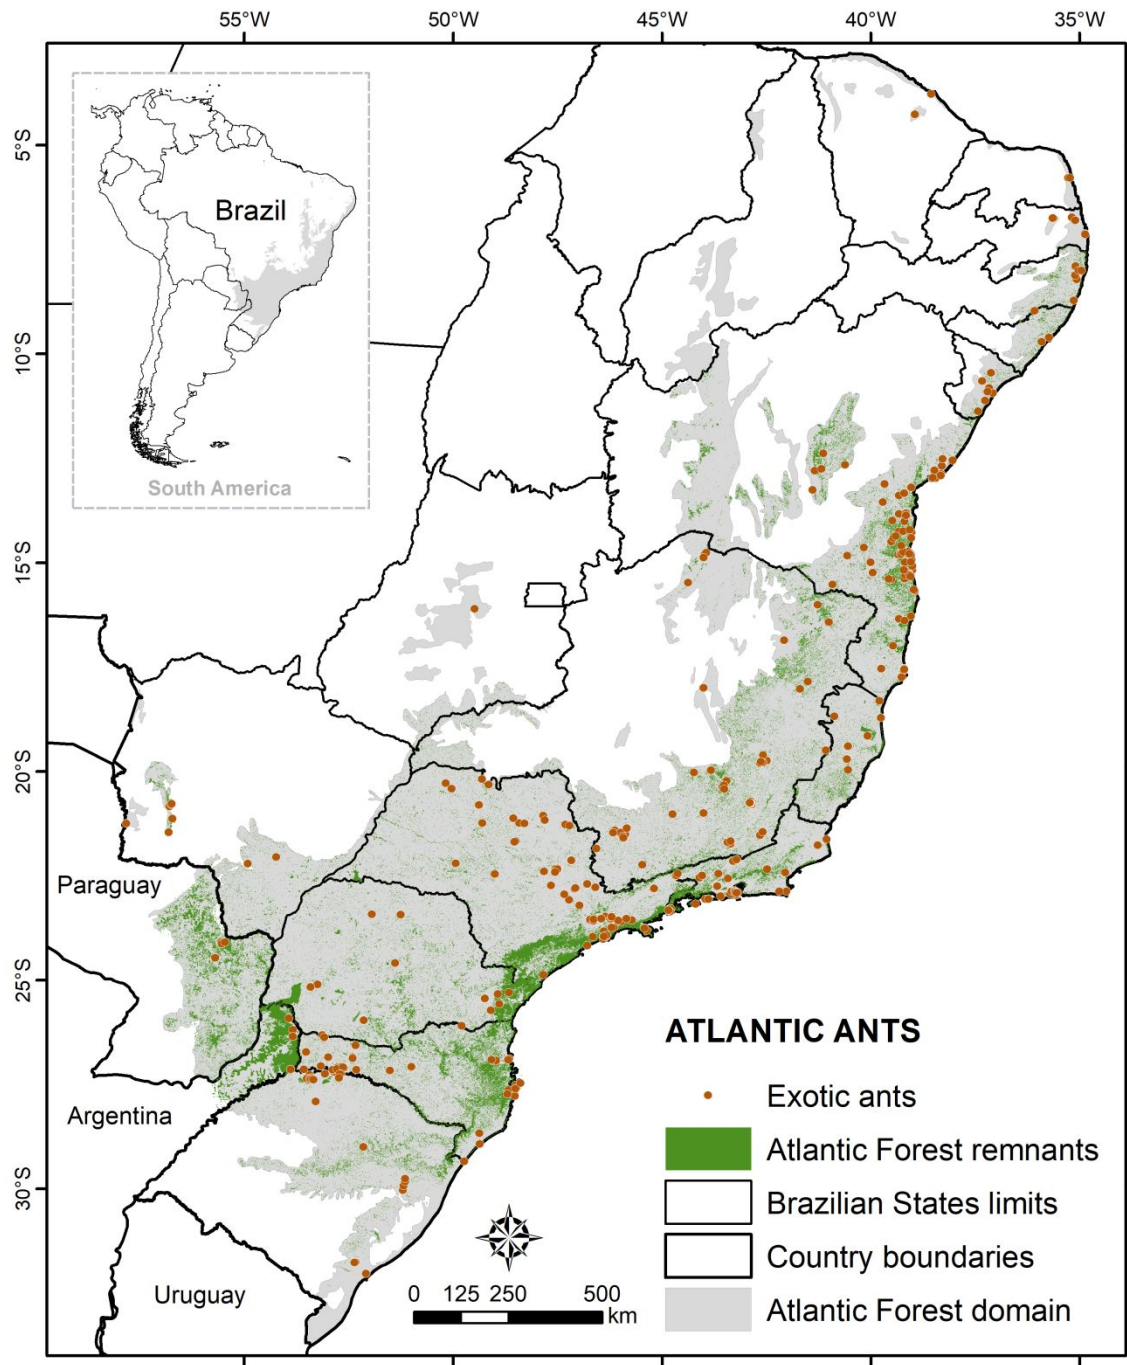 55°W 50°W 45°W 40°W 35°W
5°S
10°S
15°S
20°S
25°S
30°S
Brazil
South America
Paraguay
Argentina
Uruguay
ATLANTIC ANTS
Exotic ants
Atlantic Forest remnants
Brazilian States limits
Country boundaries
Atlantic Forest domain
0 125 250 500
km